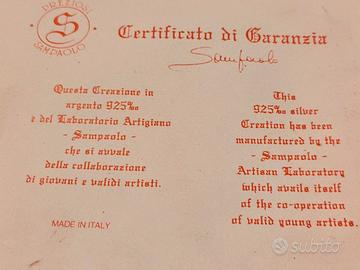 PREZIOSI
S
SAMPAOLO
Certificato di Garanzia
Sampaolo
Questa Creazione in
argento 925‰
e del Laboratorio Artigiano
- Sampaolo -
che si avvale
della collaborazione
di giovani e validi artisti.
MADE IN ITALY
This
925‰ silver
Creation has been
manufactured by the
- Sampaolo -
Artisan Laboratory
which avails itself
of the co-operation
of valid young artists.
subito